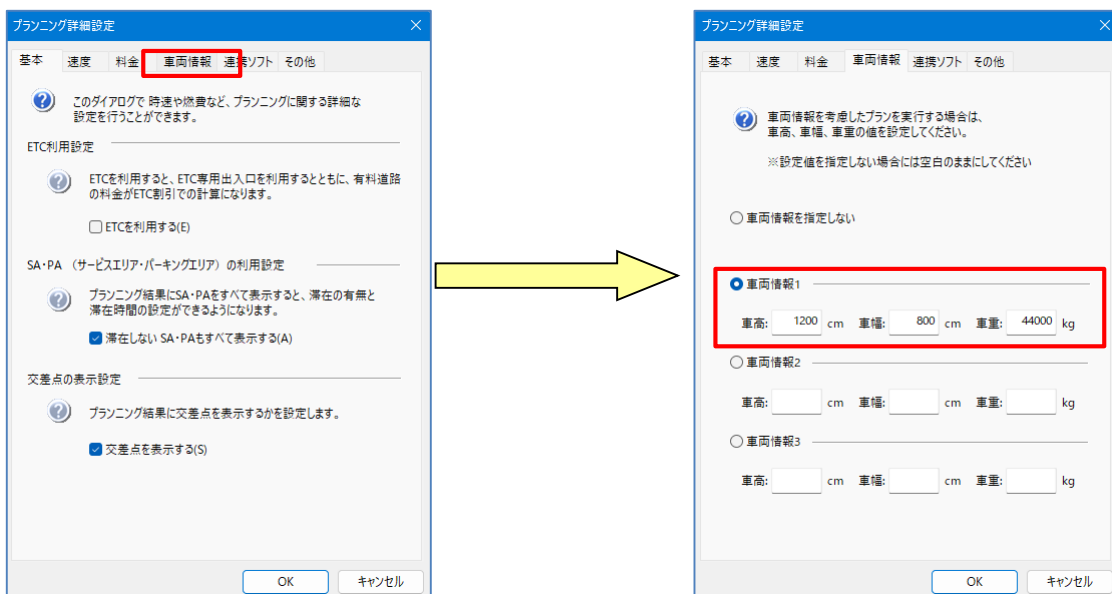 プランニング詳細設定
基本 速度 料金 車両情報 連携ソフト その他
このダイアログで 時速や燃費など、プランニングに関する詳細な
設定を行うことができます。
ETC利用設定
ETCを利用すると、ETC専用出入口を利用するとともに、有料道路
の料金がETC割引での計算になります。
ETCを利用する(E)
SA・PA （サービスエリア・パーキングエリア）の利用設定
プランニング結果にSA・PAをすべて表示すると、滞在の有無と
滞在時間の設定ができるようになります。
滞在しない SA・PAもすべて表示する(A)
交差点の表示設定
プランニング結果に交差点を表示するかを設定します。
交差点を表示する(S)
OK キャンセル
プランニング詳細設定
基本 速度 料金 車両情報 連携ソフト その他
車両情報を考慮したプランを実行する場合は、
車高、車幅、車重の値を設定してください。
※設定値を指定しない場合には空白のままにしてください
車両情報を指定しない
車両情報1
車高: 1200 cm 車幅: 800 cm 車重: 44000 kg
車両情報2
車高: cm 車幅: cm 車重: kg
車両情報3
車高: cm 車幅: cm 車重: kg
OK キャンセル